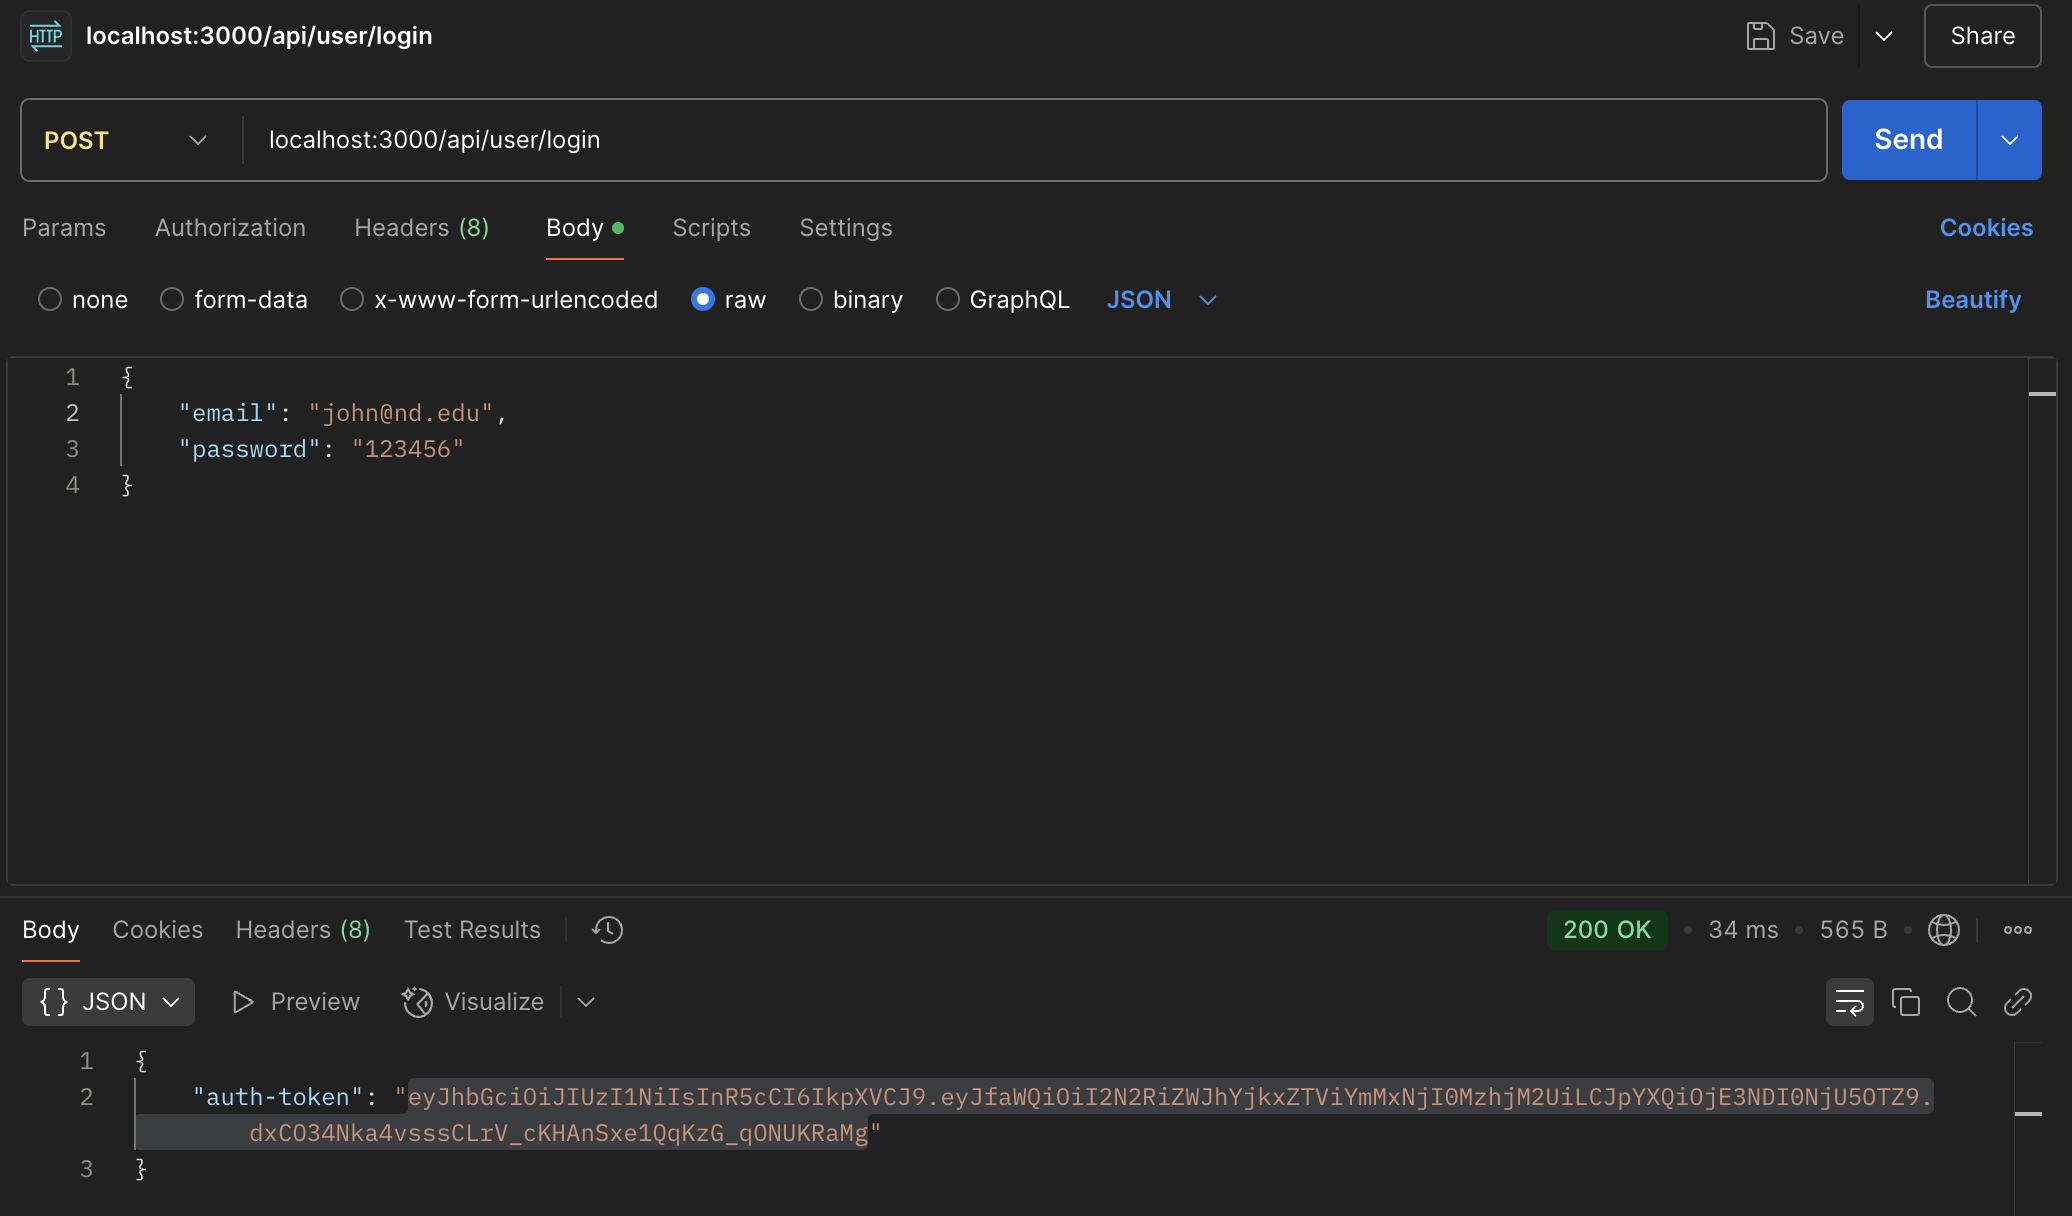 HTTP localhost:3000/api/user/login Save Share
POST localhost:3000/api/user/login Send
Params Authorization Headers (8) Body Scripts Settings Cookies
none form-data x-www-form-urlencoded raw binary GraphQL JSON Beautify
1 {
2 "email": "john@nd.edu",
3 "password": "123456"
4 }
Body Cookies Headers (8) Test Results 200 OK • 34 ms • 565 B •
{} JSON Preview Visualize
1 {
2 "auth-token": "eyJhbGciOiJIUzI1NiIsInR5cCI6IkpXVCJ9.eyJfaWQiOiI2N2RiZWJhYjkxZTViYmMxNjI0MzhjM2UiLCJpYXQiOjE3NDI0NjU5OTZ9.
dxCO34Nka4vsssCLrV_cKHAnSxe1QqKzG_qONUKRaMg"
3 }